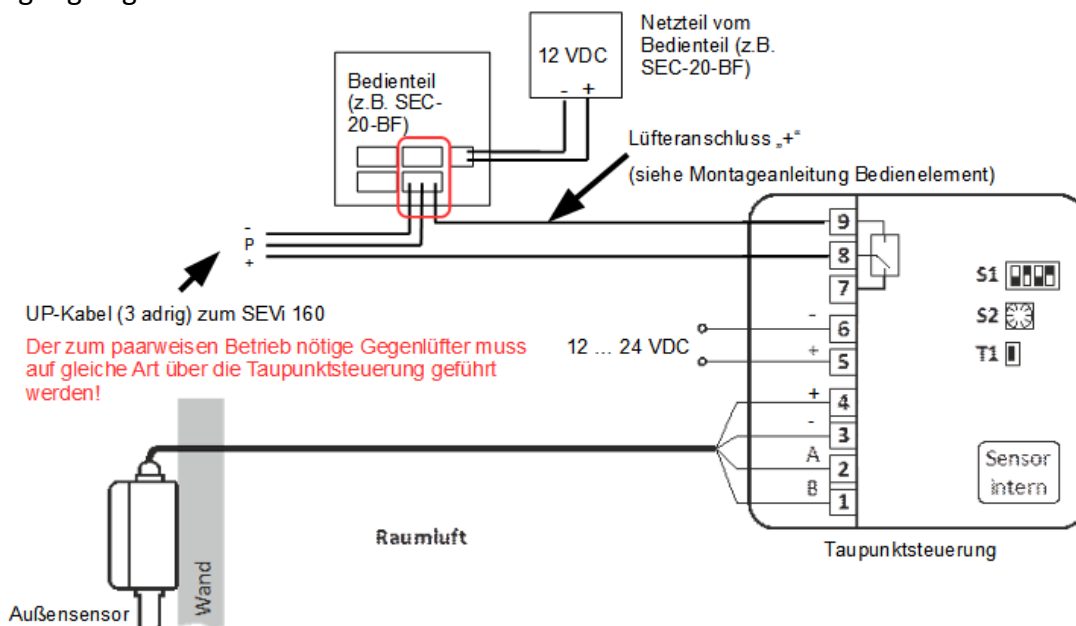 Netzteil vom
Bedienteil (z.B.
SEC-20-BF)
12 VDC
- +
Bedienteil
(z.B. SEC-
20-BF)
Lüfteranschluss „+“
(siehe Montageanleitung Bedienelement)
-
P
+
9
8
7
- 6
+ 5
+ 4
- 3
A 2
B 1
S1
S2
T1
UP-Kabel (3 adrig) zum SEVi 160
Der zum paarweisen Betrieb nötige Gegenlüfter muss
auf gleiche Art über die Taupunktsteuerung geführt
werden!
12 ... 24 VDC
Sensor
intern
Raumluft
Taupunktsteuerung
Wand
Außensensor